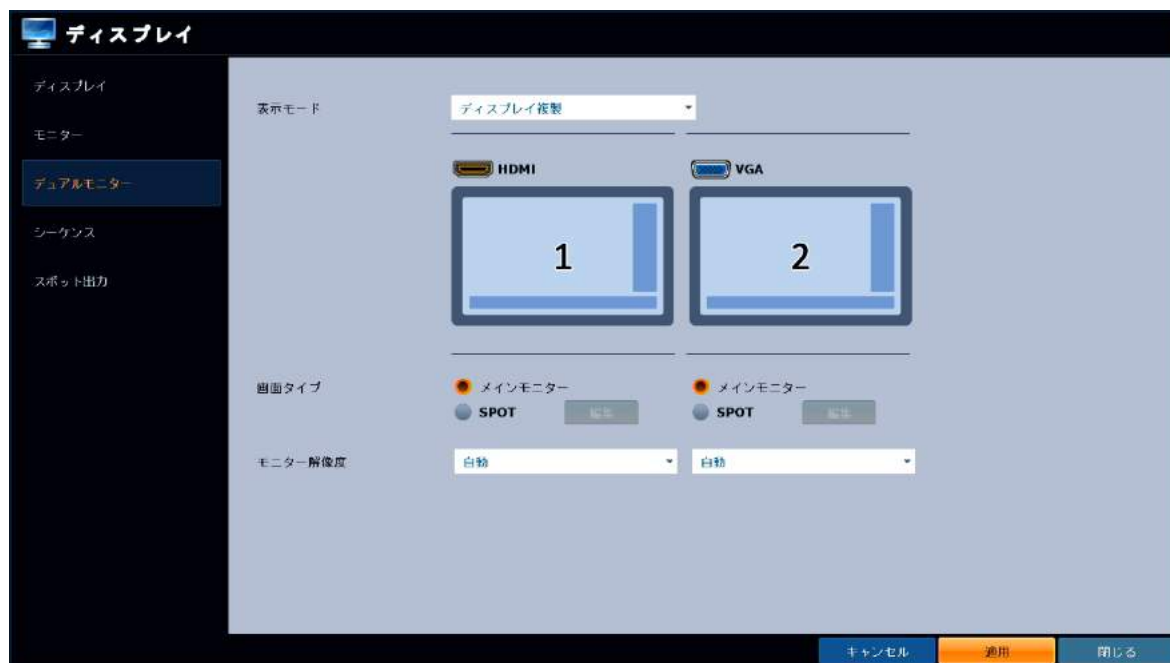 ディスプレイ
ディスプレイ
モニター
デュアルモニター
シーケンス
スポット出力
表示モード
ディスプレイ複製
HDMI
VGA
1
2
画面タイプ
メインモニター
メインモニター
SPOT
編集
SPOT
編集
モニター解像度
自動
自動
キャンセル
適用
閉じる